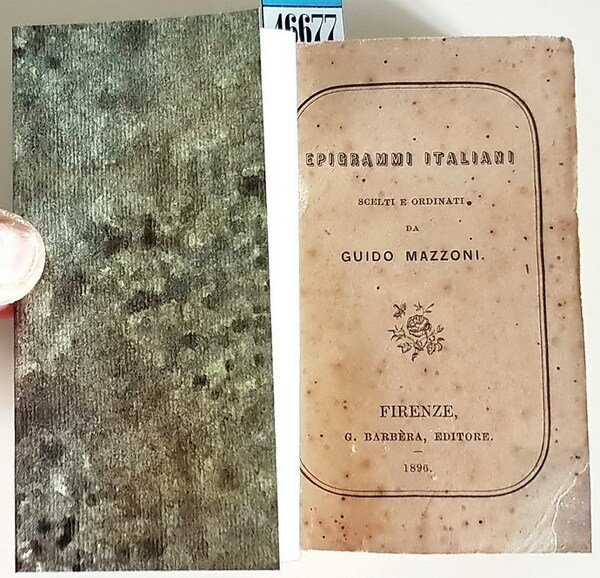 46677
EPIGRAMMI ITALIANI
SCELTI E ORDINATI
DA
GUIDO MAZZONI.
FIRENZE,
G. BARBÈRA, EDITORE.
—
1896.